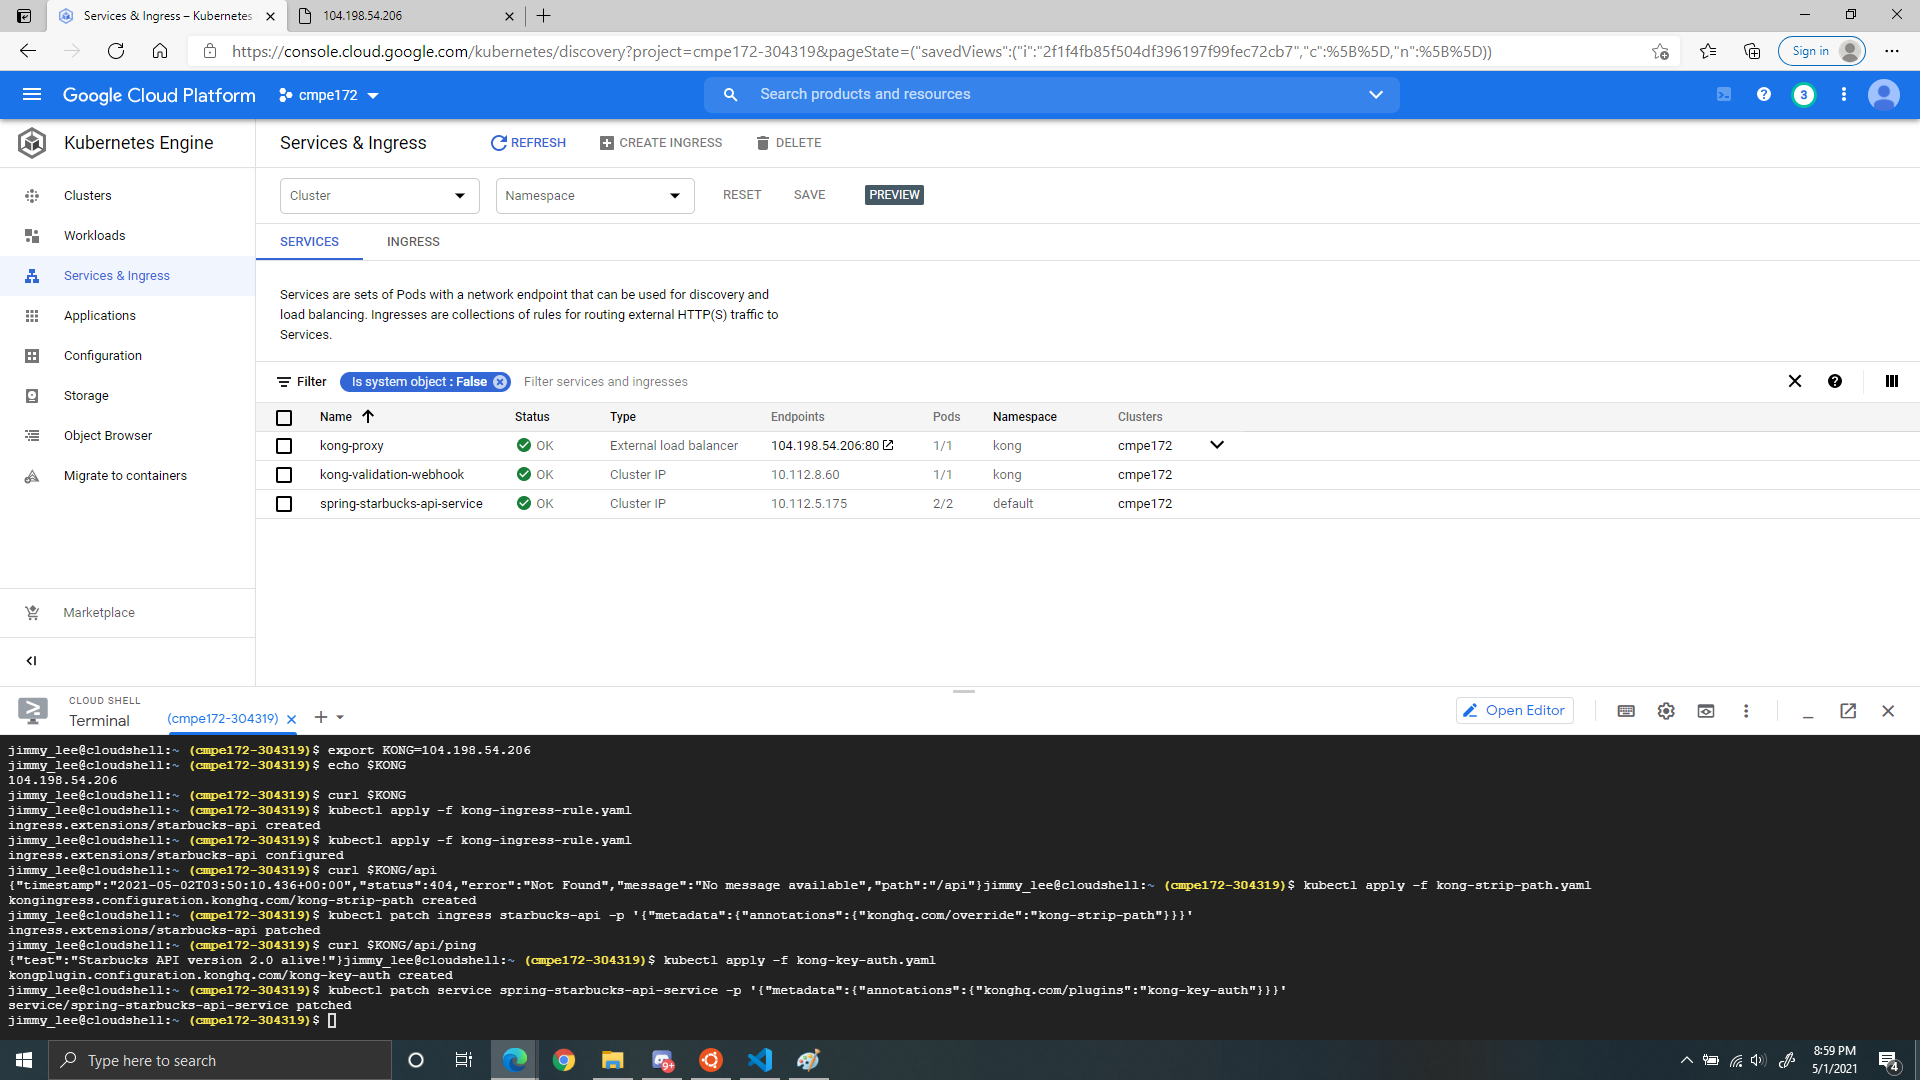 Services & Ingress – Kubernetes
104.198.54.206
https://console.cloud.google.com/kubernetes/discovery?project=cmpe172-304319&pageState=("savedViews":("i":"2f1f4fb85f504df396197f99fec72cb7","c":%5B%5D,"n":%5B%5D))
Sign in
Google Cloud Platform
cmpe172
Search products and resources
3
Kubernetes Engine
Services & Ingress
REFRESH
CREATE INGRESS
DELETE
Clusters
Workloads
Services & Ingress
Applications
Configuration
Storage
Object Browser
Migrate to containers
Marketplace
Cluster
Namespace
RESET
SAVE
PREVIEW
SERVICES
INGRESS
Services are sets of Pods with a network endpoint that can be used for discovery and
load balancing. Ingresses are collections of rules for routing external HTTP(S) traffic to
Services.
Filter
Is system object : False
Filter services and ingresses
Name Status Type Endpoints Pods Namespace Clusters
kong-proxy OK External load balancer 104.198.54.206:80 1/1 kong cmpe172
kong-validation-webhook OK Cluster IP 10.112.8.60 1/1 kong cmpe172
spring-starbucks-api-service OK Cluster IP 10.112.5.175 2/2 default cmpe172
CLOUD SHELL
Terminal
(cmpe172-304319)
Open Editor
jimmy_lee@cloudshell:~ (cmpe172-304319)$ export KONG=104.198.54.206
jimmy_lee@cloudshell:~ (cmpe172-304319)$ echo $KONG
104.198.54.206
jimmy_lee@cloudshell:~ (cmpe172-304319)$ curl $KONG
jimmy_lee@cloudshell:~ (cmpe172-304319)$ kubectl apply -f kong-ingress-rule.yaml
ingress.extensions/starbucks-api created
jimmy_lee@cloudshell:~ (cmpe172-304319)$ kubectl apply -f kong-ingress-rule.yaml
ingress.extensions/starbucks-api configured
jimmy_lee@cloudshell:~ (cmpe172-304319)$ curl $KONG/api
{"timestamp":"2021-05-02T03:50:10.436+00:00","status":404,"error":"Not Found","message":"No message available","path":"/api"}jimmy_lee@cloudshell:~ (cmpe172-304319)$ kubectl apply -f kong-strip-path.yaml
kongingress.configuration.konghq.com/kong-strip-path created
jimmy_lee@cloudshell:~ (cmpe172-304319)$ kubectl patch ingress starbucks-api -p '{"metadata":{"annotations":{"konghq.com/override":"kong-strip-path"}}}'
ingress.extensions/starbucks-api patched
jimmy_lee@cloudshell:~ (cmpe172-304319)$ curl $KONG/api/ping
{"test":"Starbucks API version 2.0 alive!"}jimmy_lee@cloudshell:~ (cmpe172-304319)$ kubectl apply -f kong-key-auth.yaml
kongplugin.configuration.konghq.com/kong-key-auth created
jimmy_lee@cloudshell:~ (cmpe172-304319)$ kubectl patch service spring-starbucks-api-service -p '{"metadata":{"annotations":{"konghq.com/plugins":"kong-key-auth"}}}'
service/spring-starbucks-api-service patched
jimmy_lee@cloudshell:~ (cmpe172-304319)$
Type here to search
9+
8:59 PM
5/1/2021
4